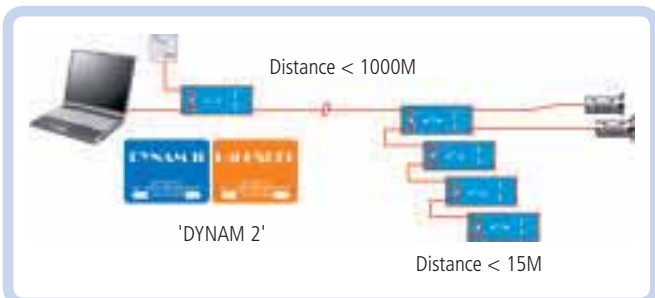 Distance < 1000M
DYNAM II
'DYNAM 2'
Distance < 15M